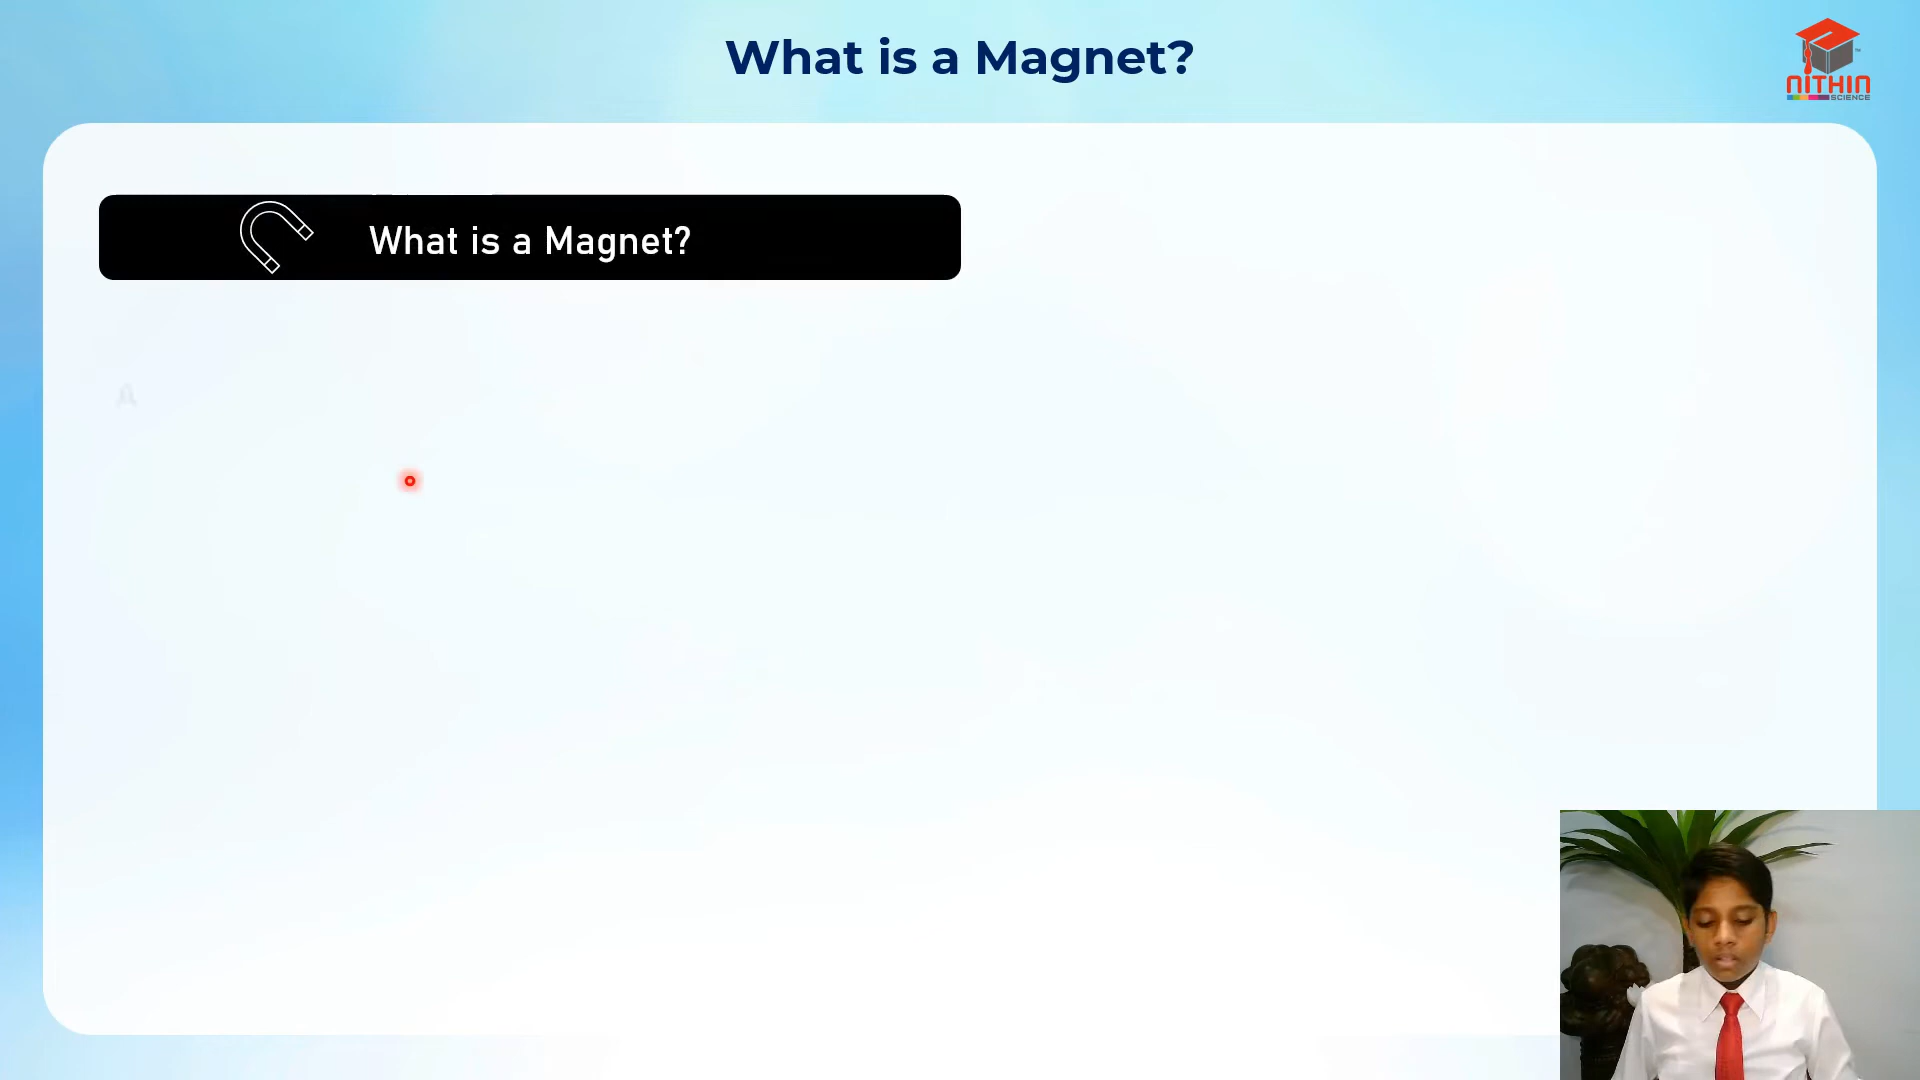 What is a Magnet?
NITHIN
SCIENCE
What is a Magnet?
A